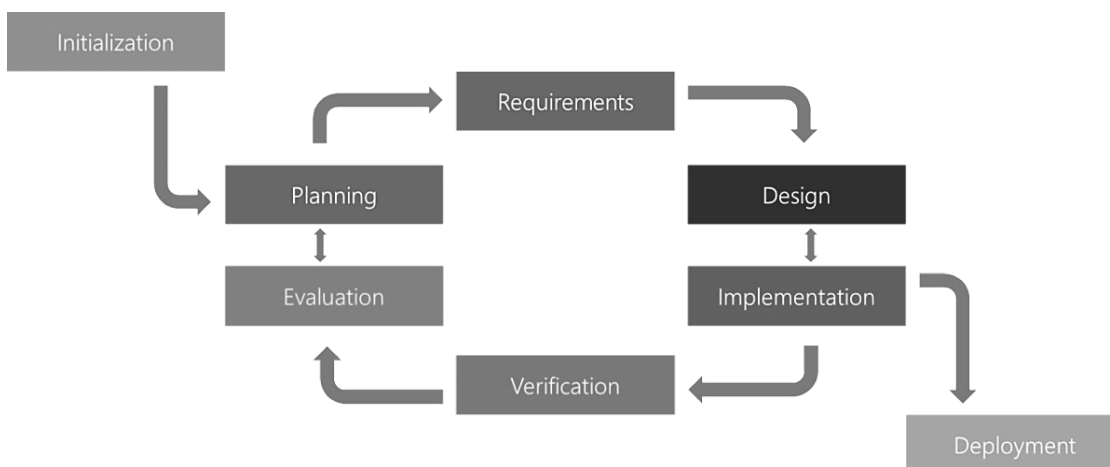 Initialization
Requirements
Planning
Design
Evaluation
Implementation
Verification
Deployment